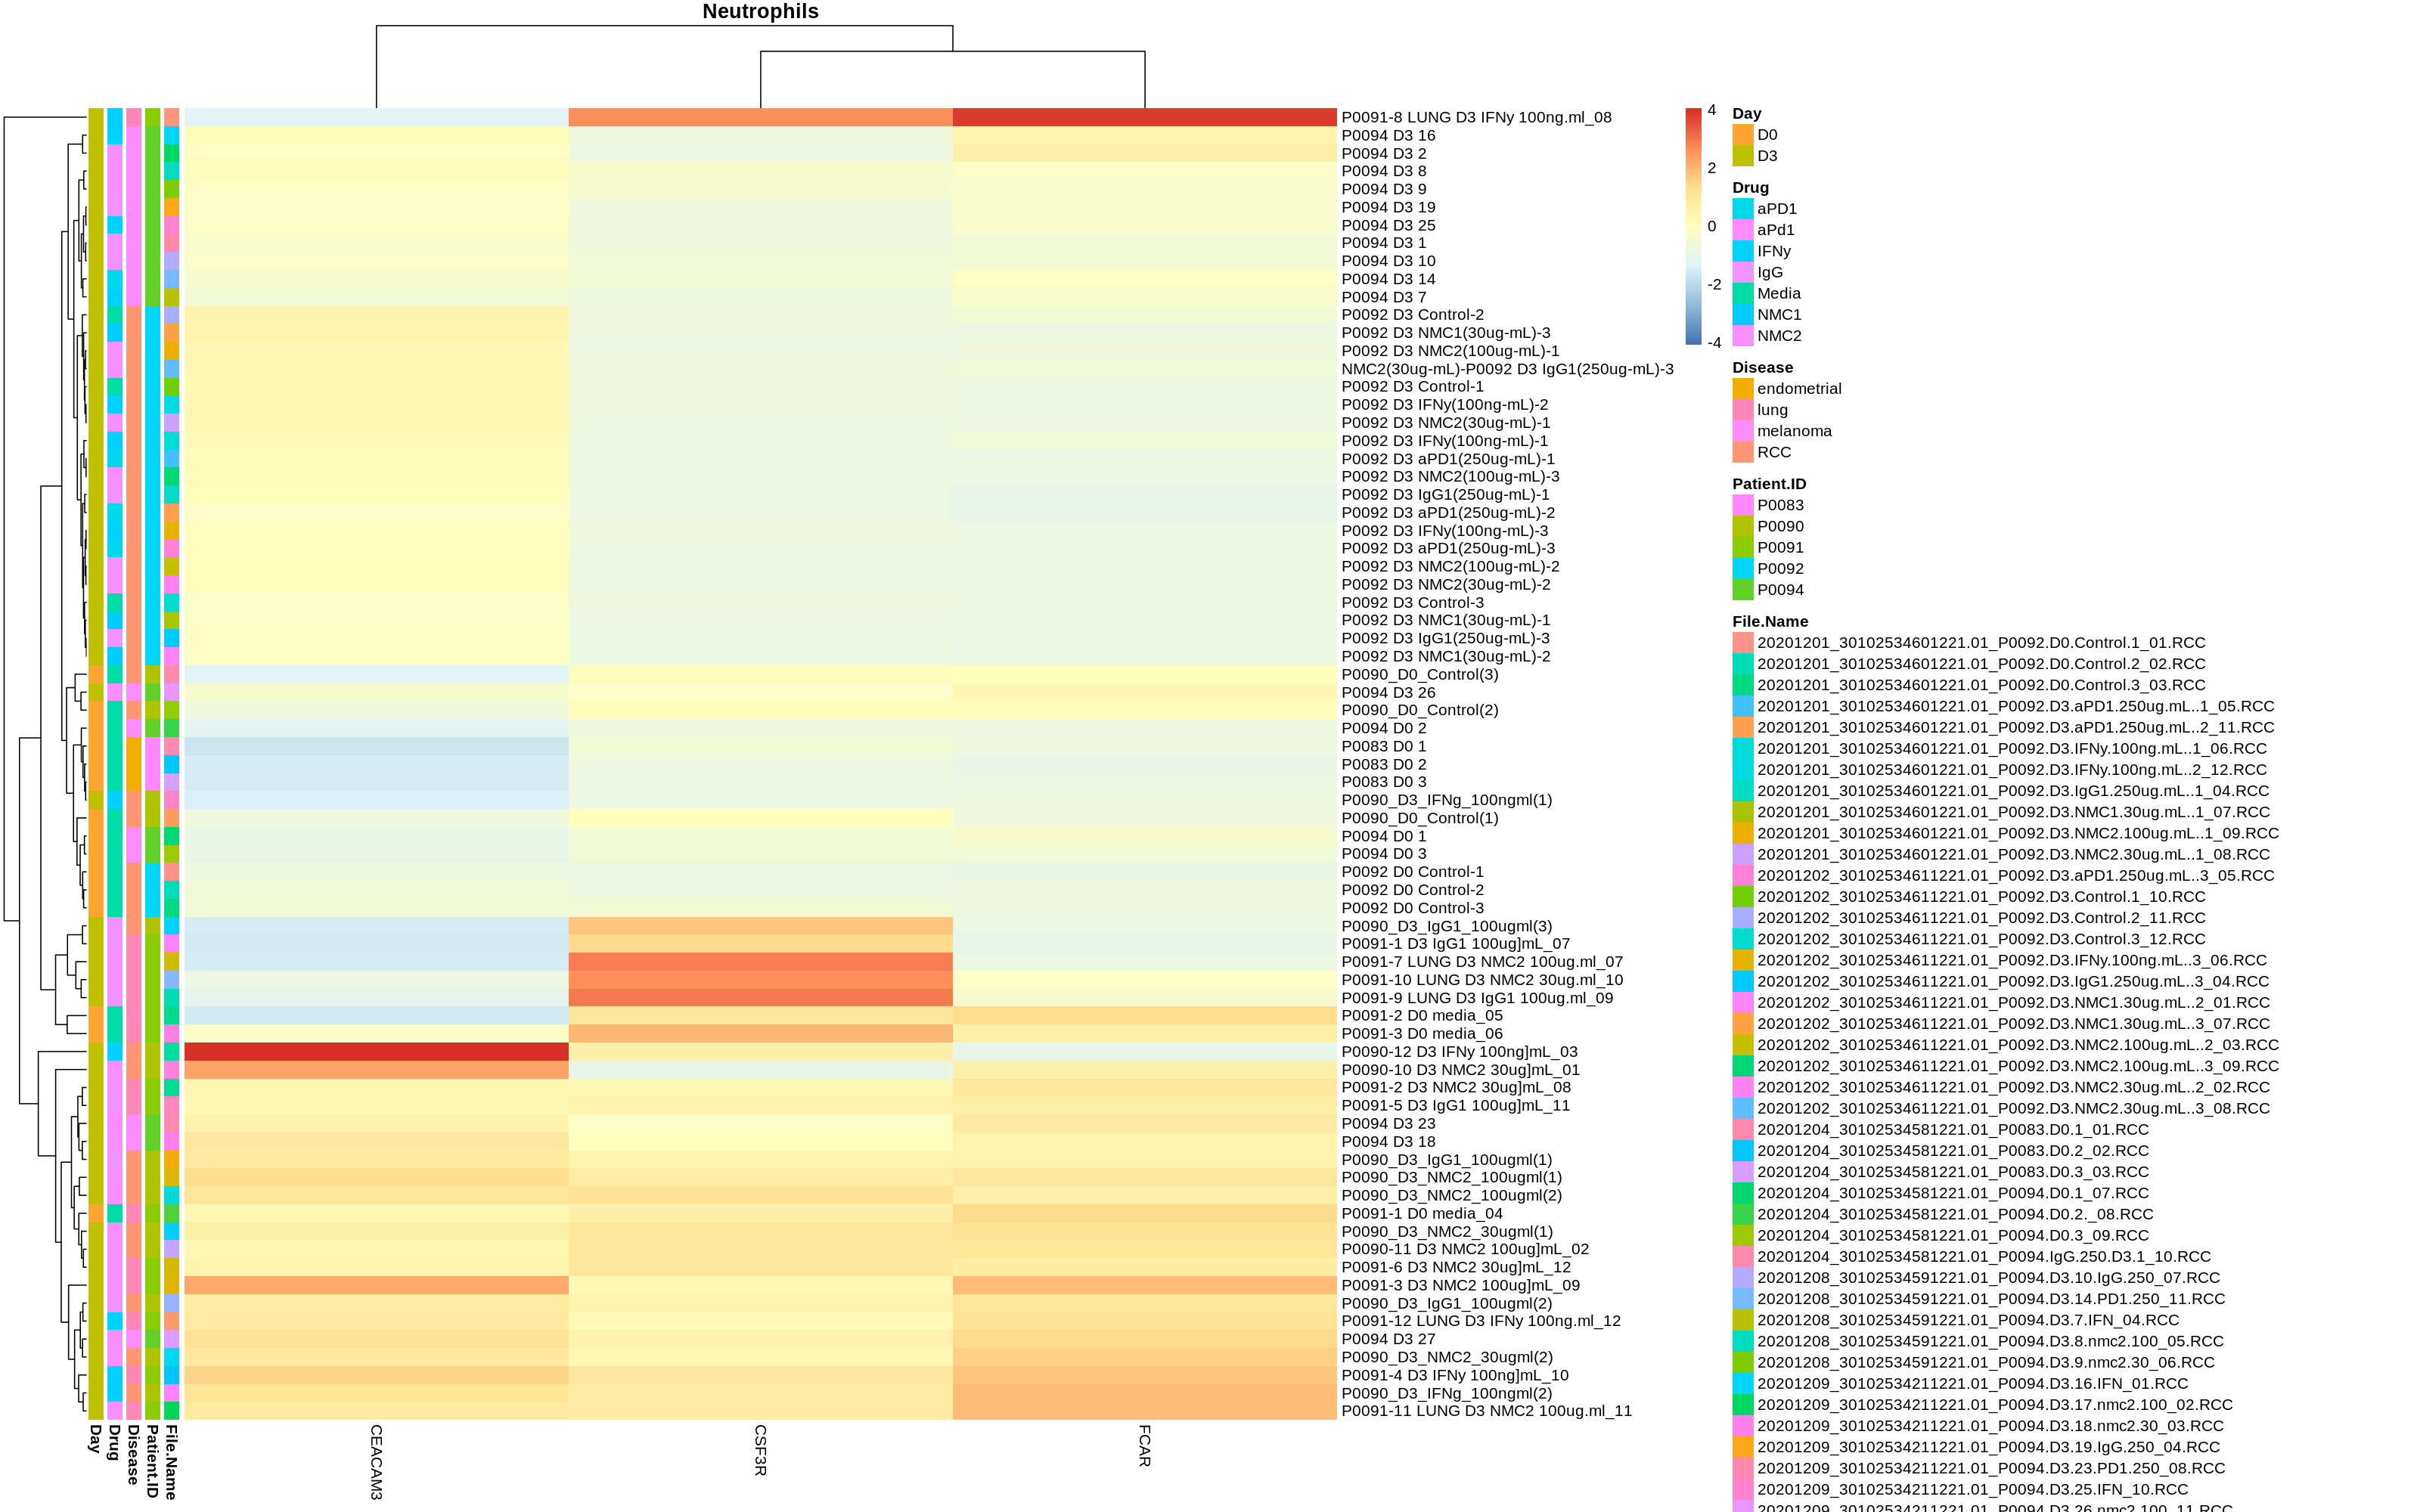 Neutrophils
P0091-8 LUNG D3 IFNy 100ng.ml_08
P0094 D3 16
P0094 D3 2
P0094 D3 8
P0094 D3 9
P0094 D3 19
P0094 D3 25
P0094 D3 1
P0094 D3 10
P0094 D3 14
P0094 D3 7
P0092 D3 Control-2
P0092 D3 NMC1(30ug-mL)-3
P0092 D3 NMC2(100ug-mL)-1
NMC2(30ug-mL)-P0092 D3 IgG1(250ug-mL)-3
P0092 D3 Control-1
P0092 D3 IFNy(100ng-mL)-2
P0092 D3 NMC2(30ug-mL)-1
P0092 D3 IFNy(100ng-mL)-1
P0092 D3 aPD1(250ug-mL)-1
P0092 D3 NMC2(100ug-mL)-3
P0092 D3 IgG1(250ug-mL)-1
P0092 D3 aPD1(250ug-mL)-2
P0092 D3 IFNy(100ng-mL)-3
P0092 D3 aPD1(250ug-mL)-3
P0092 D3 NMC2(100ug-mL)-2
P0092 D3 NMC2(30ug-mL)-2
P0092 D3 Control-3
P0092 D3 NMC1(30ug-mL)-1
P0092 D3 IgG1(250ug-mL)-3
P0092 D3 NMC1(30ug-mL)-2
P0090_D0_Control(3)
P0094 D3 26
P0090_D0_Control(2)
P0094 D0 2
P0083 D0 1
P0083 D0 2
P0083 D0 3
P0090_D3_IFNg_100ngml(1)
P0090_D0_Control(1)
P0094 D0 1
P0094 D0 3
P0092 D0 Control-1
P0092 D0 Control-2
P0092 D0 Control-3
P0090_D3_IgG1_100ugml(3)
P0091-1 D3 IgG1 100ug]mL_07
P0091-7 LUNG D3 NMC2 100ug.ml_07
P0091-10 LUNG D3 NMC2 30ug.ml_10
P0091-9 LUNG D3 IgG1 100ug.ml_09
P0091-2 D0 media_05
P0091-3 D0 media_06
P0090-12 D3 IFNy 100ng]mL_03
P0090-10 D3 NMC2 30ug]mL_01
P0091-2 D3 NMC2 30ug]mL_08
P0091-5 D3 IgG1 100ug]mL_11
P0094 D3 23
P0094 D3 18
P0090_D3_IgG1_100ugml(1)
P0090_D3_NMC2_100ugml(1)
P0090_D3_NMC2_100ugml(2)
P0091-1 D0 media_04
P0090_D3_NMC2_30ugml(1)
P0090-11 D3 NMC2 100ug]mL_02
P0091-6 D3 NMC2 30ug]mL_12
P0091-3 D3 NMC2 100ug]mL_09
P0090_D3_IgG1_100ugml(2)
P0091-12 LUNG D3 IFNy 100ng.ml_12
P0094 D3 27
P0090_D3_NMC2_30ugml(2)
P0091-4 D3 IFNy 100ng]mL_10
P0090_D3_IFNg_100ngml(2)
P0091-11 LUNG D3 NMC2 100ug.ml_11
Day
Drug
Disease
Patient.ID
File.Name
CEACAM3
CSF3R
FCAR
4
2
0
-2
-4
Day
D0
D3
Drug
aPD1
aPd1
IFNy
IgG
Media
NMC1
NMC2
Disease
endometrial
lung
melanoma
RCC
Patient.ID
P0083
P0090
P0091
P0092
P0094
File.Name
20201201_30102534601221.01_P0092.D0.Control.1_01.RCC
20201201_30102534601221.01_P0092.D0.Control.2_02.RCC
20201201_30102534601221.01_P0092.D0.Control.3_03.RCC
20201201_30102534601221.01_P0092.D3.aPD1.250ug.mL..1_05.RCC
20201201_30102534601221.01_P0092.D3.aPD1.250ug.mL..2_11.RCC
20201201_30102534601221.01_P0092.D3.IFNy.100ng.mL..1_06.RCC
20201201_30102534601221.01_P0092.D3.IFNy.100ng.mL..2_12.RCC
20201201_30102534601221.01_P0092.D3.IgG1.250ug.mL..1_04.RCC
20201201_30102534601221.01_P0092.D3.NMC1.30ug.mL..1_07.RCC
20201201_30102534601221.01_P0092.D3.NMC2.100ug.mL..1_09.RCC
20201201_30102534601221.01_P0092.D3.NMC2.30ug.mL..1_08.RCC
20201202_30102534611221.01_P0092.D3.aPD1.250ug.mL..3_05.RCC
20201202_30102534611221.01_P0092.D3.Control.1_10.RCC
20201202_30102534611221.01_P0092.D3.Control.2_11.RCC
20201202_30102534611221.01_P0092.D3.Control.3_12.RCC
20201202_30102534611221.01_P0092.D3.IFNy.100ng.mL..3_06.RCC
20201202_30102534611221.01_P0092.D3.IgG1.250ug.mL..3_04.RCC
20201202_30102534611221.01_P0092.D3.NMC1.30ug.mL..2_01.RCC
20201202_30102534611221.01_P0092.D3.NMC1.30ug.mL..3_07.RCC
20201202_30102534611221.01_P0092.D3.NMC2.100ug.mL..2_03.RCC
20201202_30102534611221.01_P0092.D3.NMC2.100ug.mL..3_09.RCC
20201202_30102534611221.01_P0092.D3.NMC2.30ug.mL..2_02.RCC
20201202_30102534611221.01_P0092.D3.NMC2.30ug.mL..3_08.RCC
20201204_30102534581221.01_P0083.D0.1_01.RCC
20201204_30102534581221.01_P0083.D0.2_02.RCC
20201204_30102534581221.01_P0083.D0.3_03.RCC
20201204_30102534581221.01_P0094.D0.1_07.RCC
20201204_30102534581221.01_P0094.D0.2._08.RCC
20201204_30102534581221.01_P0094.D0.3_09.RCC
20201204_30102534581221.01_P0094.IgG.250.D3.1_10.RCC
20201208_30102534591221.01_P0094.D3.10.IgG.250_07.RCC
20201208_30102534591221.01_P0094.D3.14.PD1.250_11.RCC
20201208_30102534591221.01_P0094.D3.7.IFN_04.RCC
20201208_30102534591221.01_P0094.D3.8.nmc2.100_05.RCC
20201208_30102534591221.01_P0094.D3.9.nmc2.30_06.RCC
20201209_30102534211221.01_P0094.D3.16.IFN_01.RCC
20201209_30102534211221.01_P0094.D3.17.nmc2.100_02.RCC
20201209_30102534211221.01_P0094.D3.18.nmc2.30_03.RCC
20201209_30102534211221.01_P0094.D3.19.IgG.250_04.RCC
20201209_30102534211221.01_P0094.D3.23.PD1.250_08.RCC
20201209_30102534211221.01_P0094.D3.25.IFN_10.RCC
20201209_30102534211221.01_P0094.D3.26.nmc2.100_11.RCC